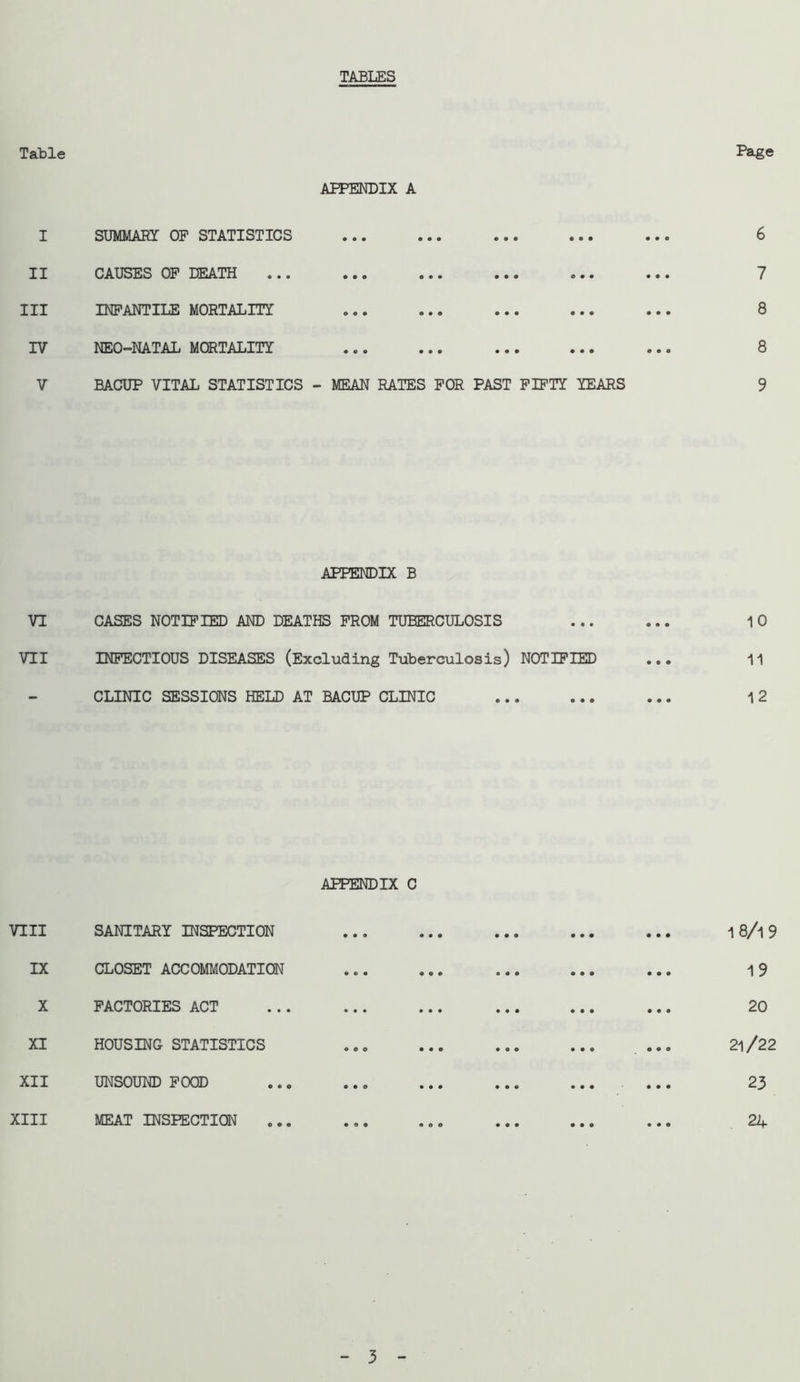 TABLES
Table Page
APPENDIX A
I SUMMARY OF STATISTICS ... ... ... ... ... 6
II CAUSES OF DEATH ... ... ... ... ... ... 7
III INFANTILE MORTALITY ... ... ... ... ... 8
IV NEO-NATAL MORTALITY ... ... ... ... ... 8
V BACUP VITAL STATISTICS - MEAN RATES FOR PAST FIFTY YEARS 9
APPENDIX B
VI CASES NOTIFIED AND DEATHS FROM TUBERCULOSIS ... ... 10
VII INFECTIOUS DISEASES (Excluding Tuberculosis) NOTIFIED ... 11
- CLINIC SESSIONS HELD AT BACUP CLINIC ... ... ... 12
APPENDIX C
VIII SANITARY INSPECTION ... ... ... ... ... 18/19
IX CLOSET ACCOMMODATION ... ... ... ... ... 19
X FACTORIES ACT ... ... ... ... ... ... 20
XI HOUSING STATISTICS ... ... ... ... ... 21/22
XII UNSOUND FOOD ... ... ... ... ... ... 23
XIII MEAT INSPECTION ... ... ... ... ... ... 24
- 3 -